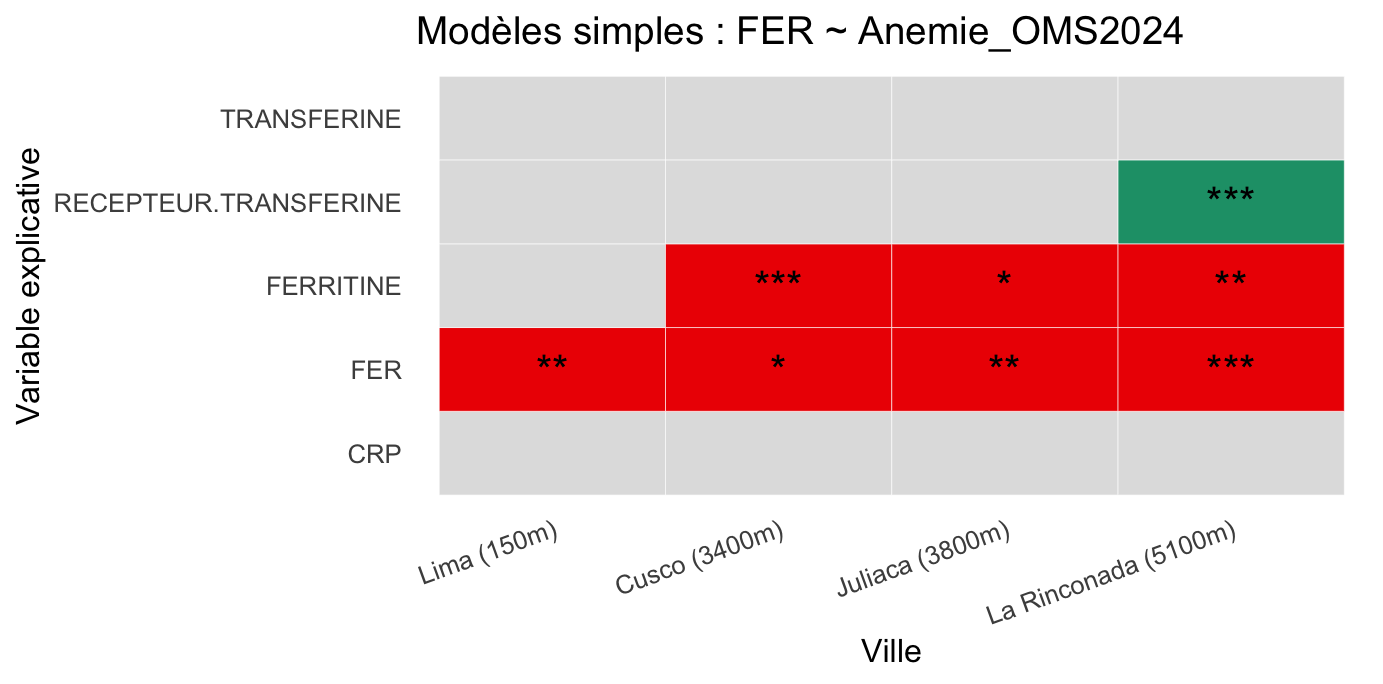 Modèles simples : FER ~ Anemie_OMS2024
Variable explicative
TRANSFERINE
RECEPTEUR.TRANSFERINE
***
FERRITINE
*** * **
FER
** * ** ***
CRP
Lima (150m) Cusco (3400m) Juliaca (3800m) La Rinconada (5100m)
Ville